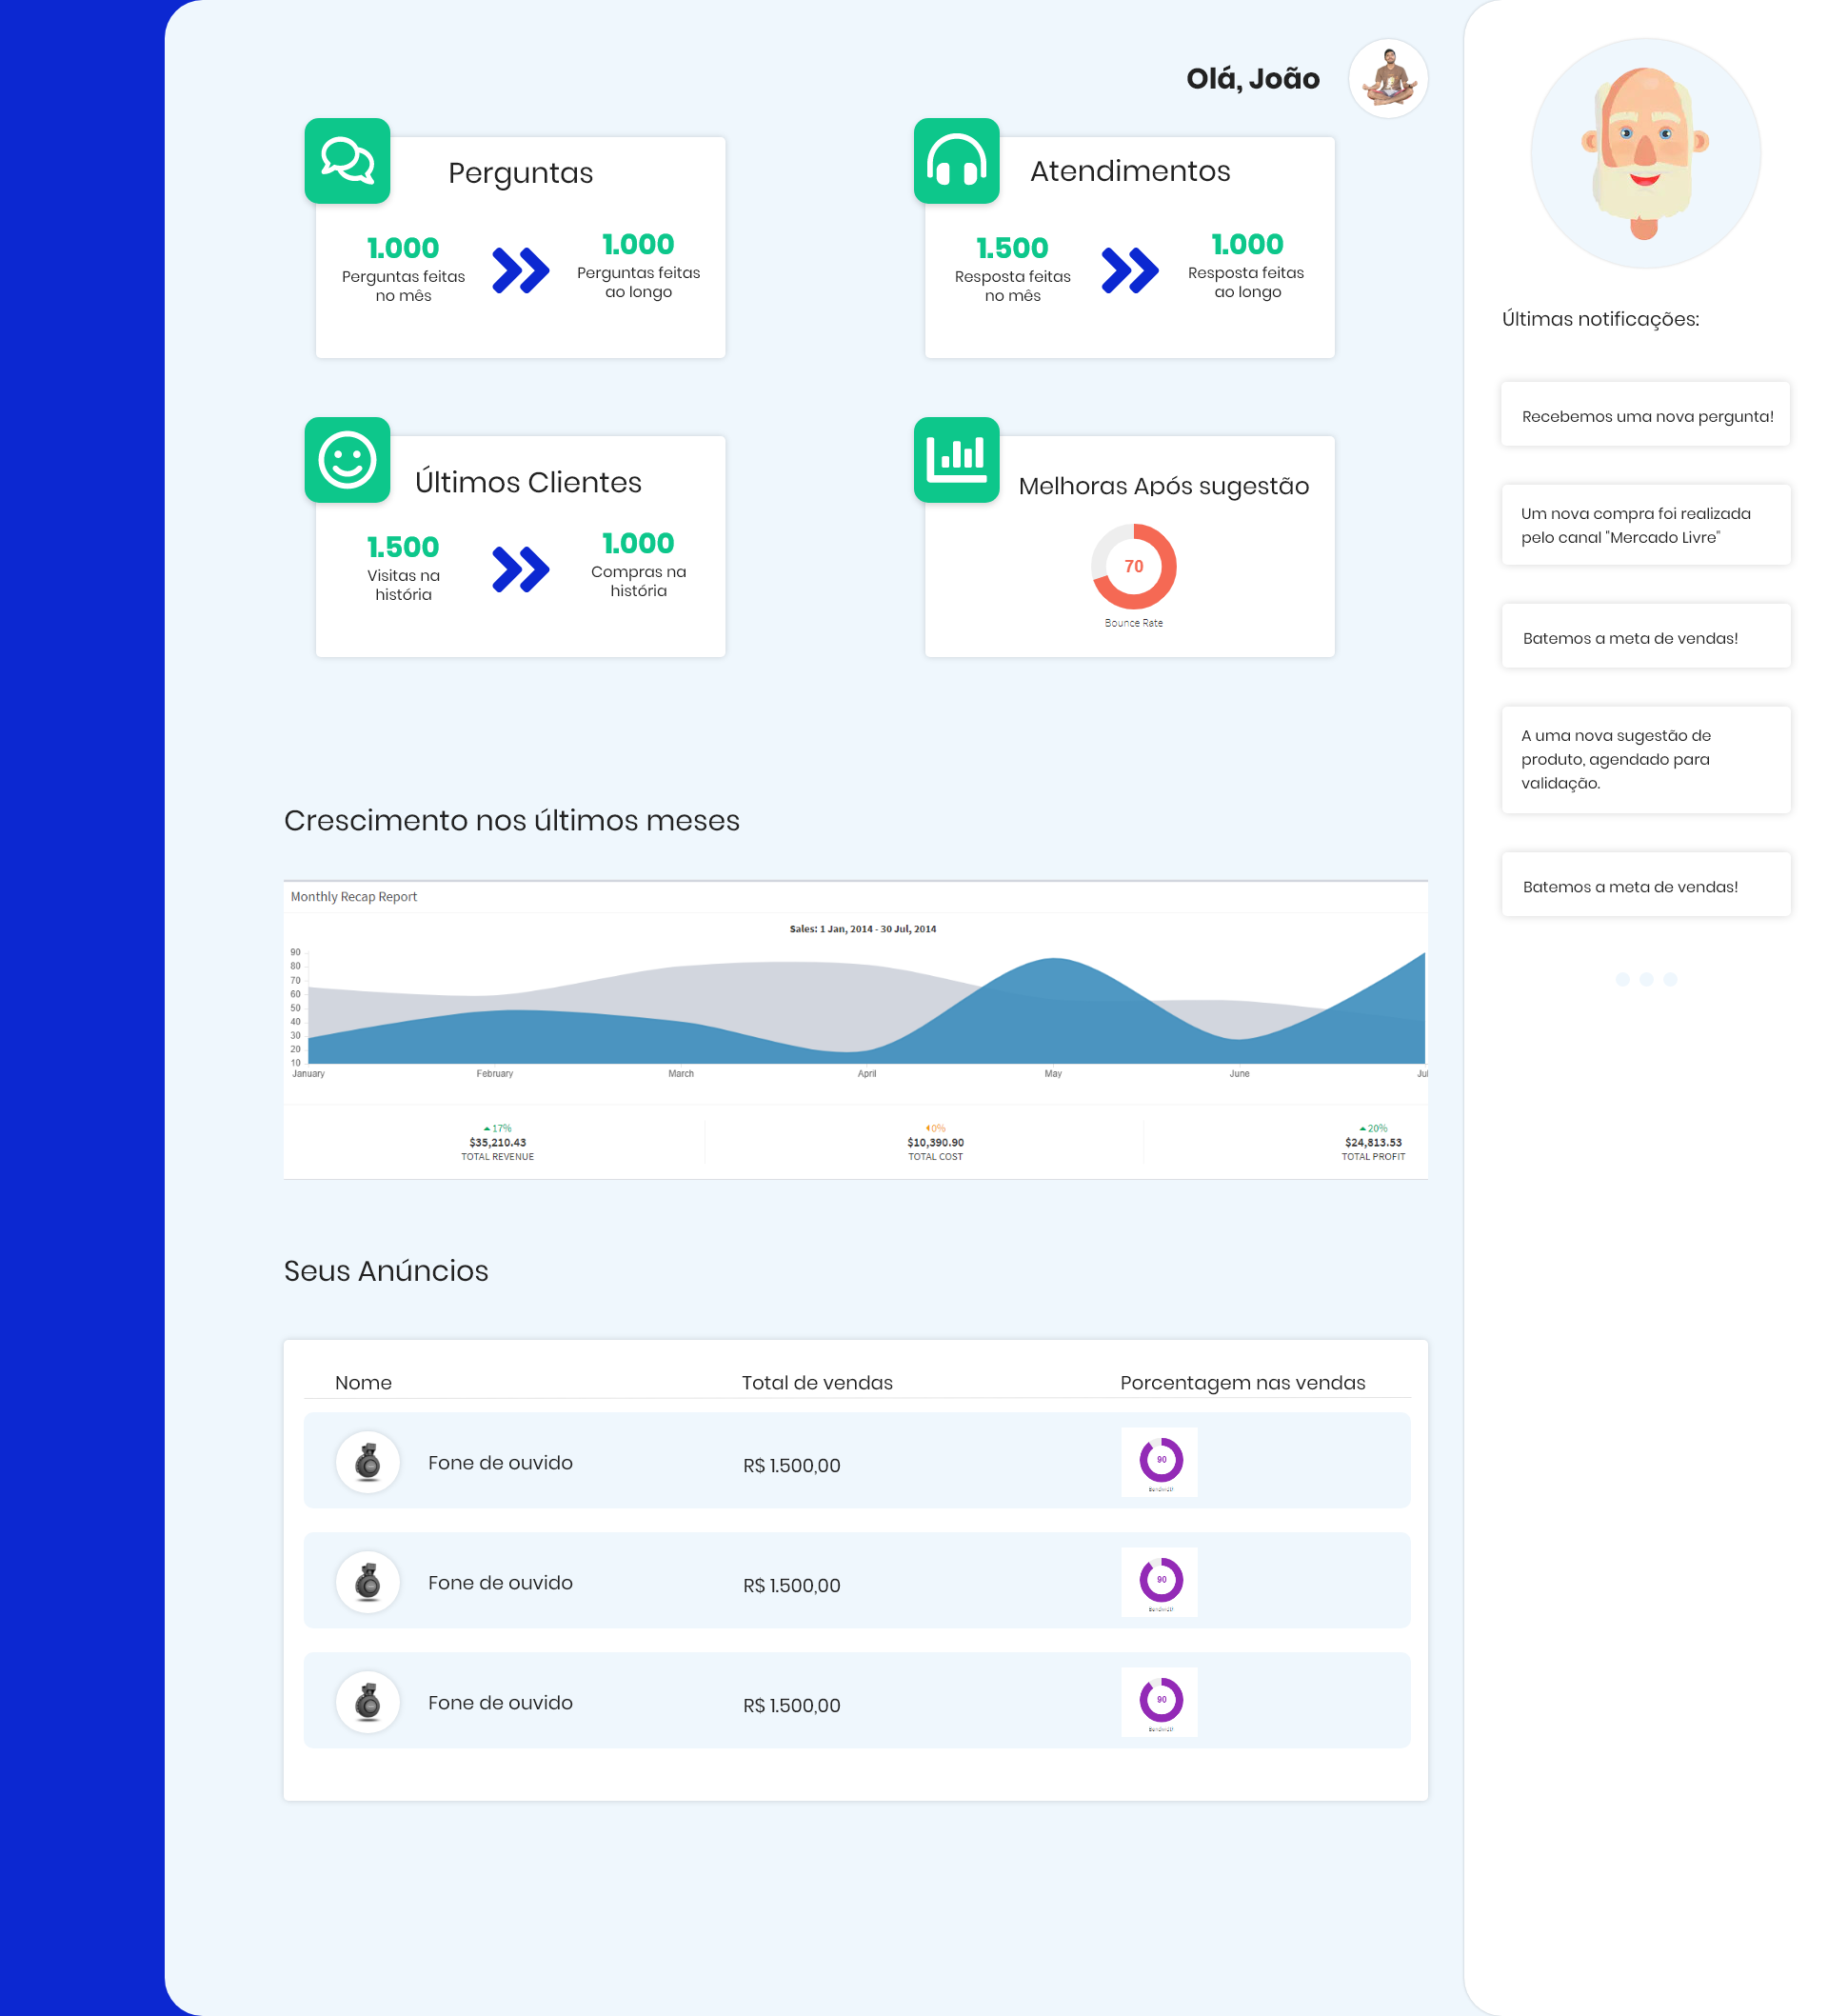 Olá, João
Perguntas
1.000
Perguntas feitas
no mês
1.000
Perguntas feitas
ao longo
Atendimentos
1.500
Resposta feitas
no mês
1.000
Resposta feitas
ao longo
Últimos Clientes
1.500
Visitas na
história
1.000
Compras na
história
Melhoras Após sugestão
70
Bounce Rate
Crescimento nos últimos meses
Monthly Recap Report
Sales: 1 Jan, 2014 - 30 Jul, 2014
90
80
70
60
50
40
30
20
10
January
February
March
April
May
June
Jul
17%
$35,210.43
TOTAL REVENUE
0%
$10,390.90
TOTAL COST
20%
$24,813.53
TOTAL PROFIT
Seus Anúncios
Nome
Total de vendas
Porcentagem nas vendas
Fone de ouvido
R$ 1.500,00
90
Fone de ouvido
R$ 1.500,00
90
Fone de ouvido
R$ 1.500,00
90
Últimas notificações:
Recebemos uma nova pergunta!
Um nova compra foi realizada
pelo canal "Mercado Livre"
Batemos a meta de vendas!
A uma nova sugestão de
produto, agendado para
validação.
Batemos a meta de vendas!